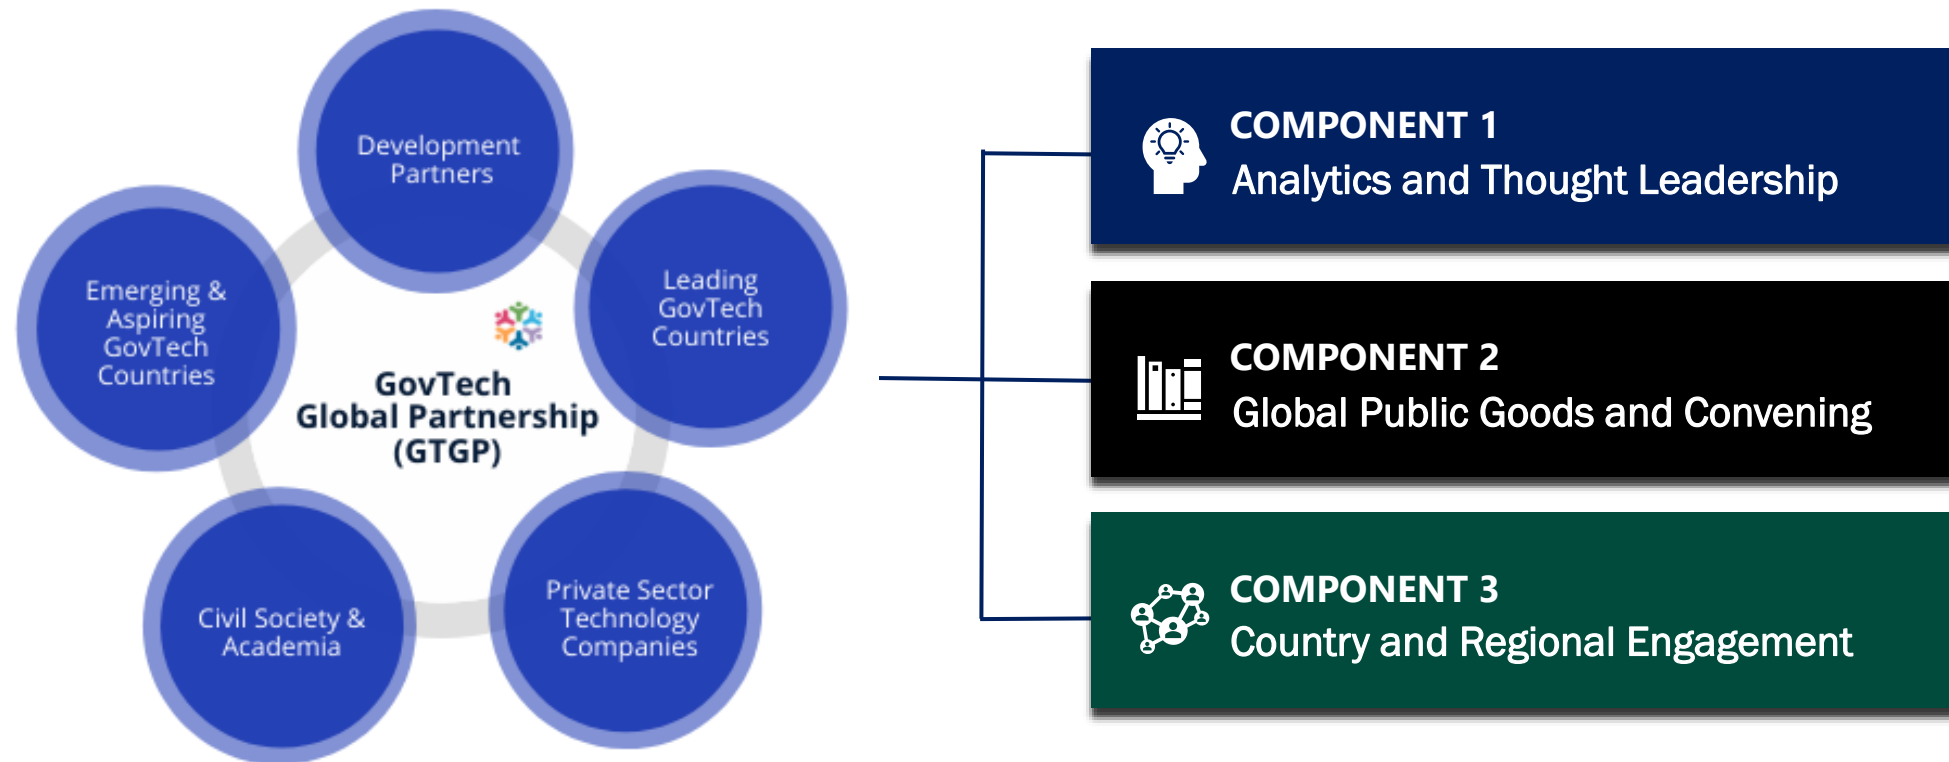 Development
Partners
Leading
GovTech
Countries
Emerging &
Aspiring
GovTech
Countries
GovTech
Global Partnership
(GTGP)
Private Sector
Technology
Companies
Civil Society &
Academia
COMPONENT 1
Analytics and Thought Leadership
COMPONENT 2
Global Public Goods and Convening
COMPONENT 3
Country and Regional Engagement